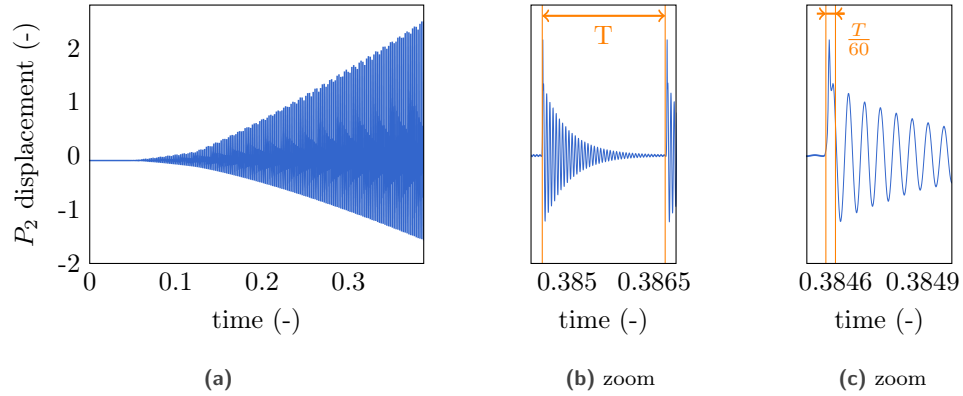 P₂ displacement (-)
2
1
0
-1
-2
0 0.1 0.2 0.3
time (-)
(a)
T
0.385 0.3865
time (-)
(b) zoom
T/60
0.3846 0.3849
time (-)
(c) zoom